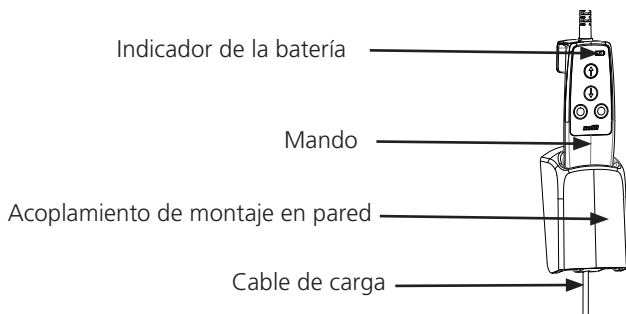 Indicador de la batería
Mando
Acoplamiento de montaje en pared
Cable de carga